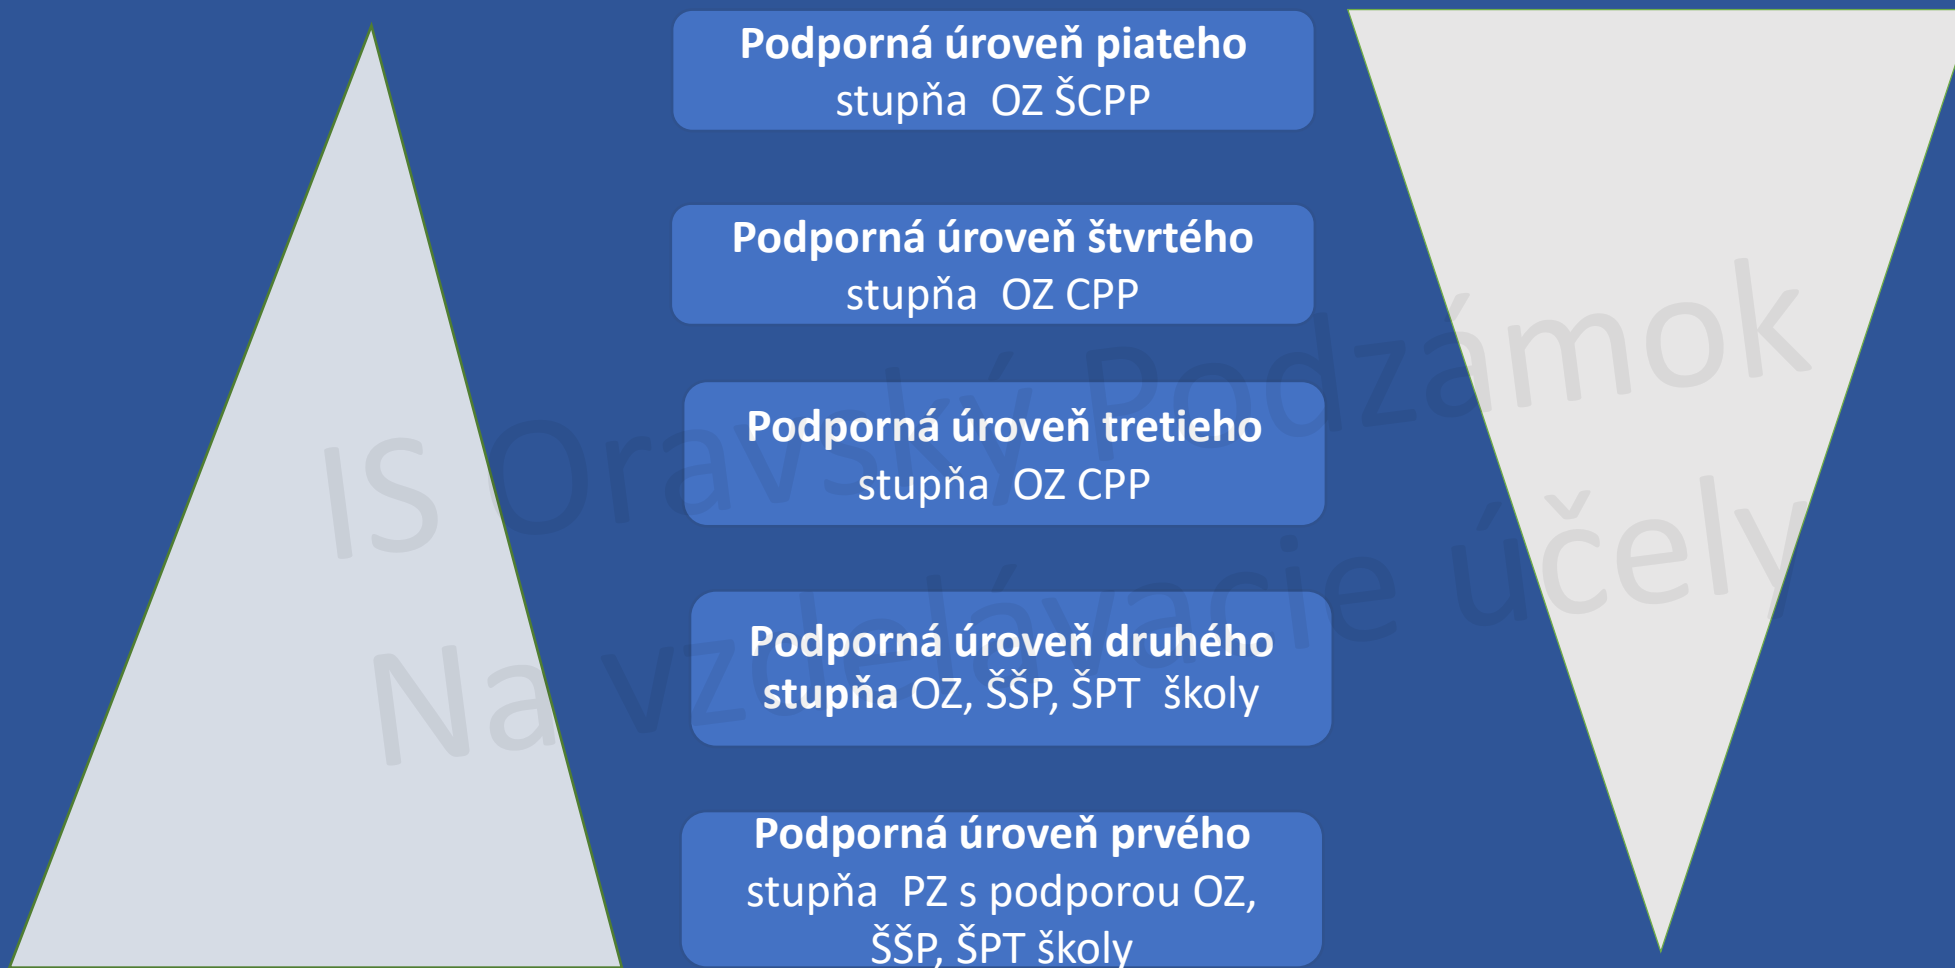 Podporná úroveň piateho
stupňa OZ ŠCPP
Podporná úroveň štvrtého
stupňa OZ CPP
Podporná úroveň tretieho
stupňa OZ CPP
Podporná úroveň druhého
stupňa OZ, ŠŠP, ŠPT školy
Podporná úroveň prvého
stupňa PZ s podporou OZ,
ŠŠP, ŠPT školy
IS Oravský Podzámok
Na vzdelávacie účely